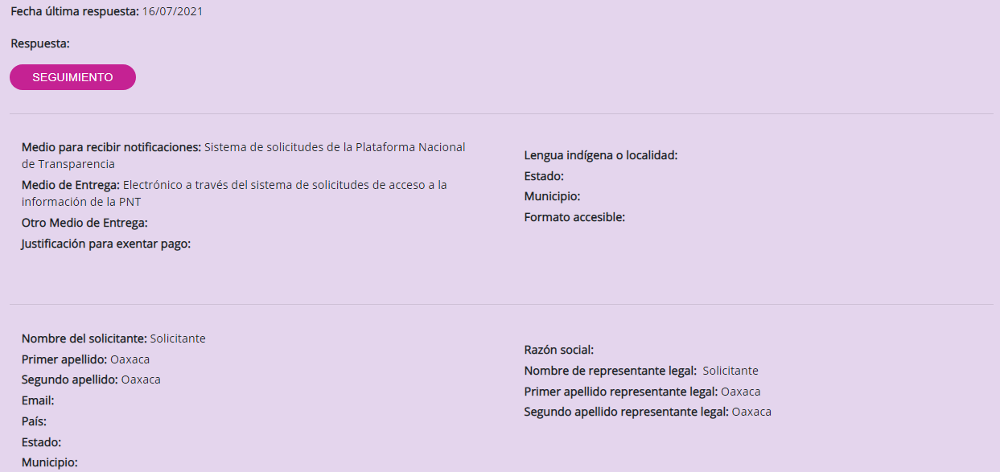 Fecha última respuesta: 16/07/2021
Respuesta:
SEGUIMIENTO
Medio para recibir notificaciones: Sistema de solicitudes de la Plataforma Nacional
de Transparencia
Medio de Entrega: Electrónico a través del sistema de solicitudes de acceso a la
información de la PNT
Otro Medio de Entrega:
Justificación para exentar pago:
Lengua indígena o localidad:
Estado:
Municipio:
Formato accesible:
Nombre del solicitante: Solicitante
Primer apellido: Oaxaca
Segundo apellido: Oaxaca
Email:
País:
Estado:
Municipio:
Razón social:
Nombre de representante legal: Solicitante
Primer apellido representante legal: Oaxaca
Segundo apellido representante legal: Oaxaca